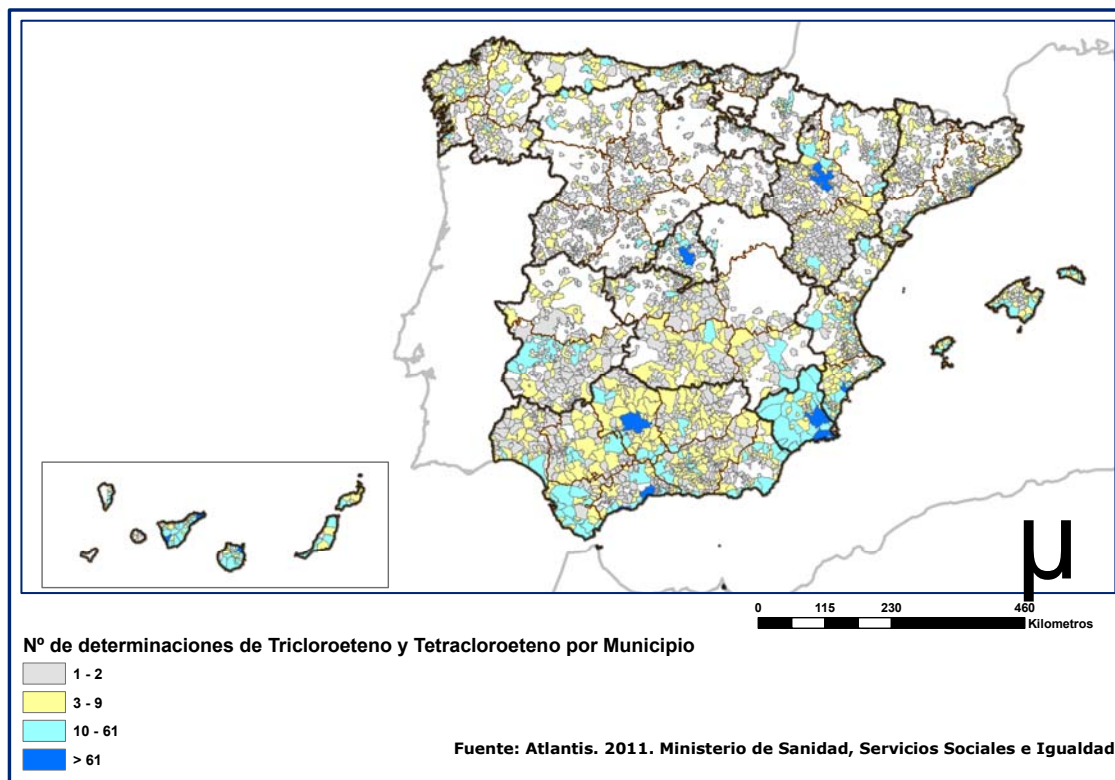 µ
0 115 230 460
Kilometros
Nº de determinaciones de Tricloroeteno y Tetracloroeteno por Municipio
1 - 2
3 - 9
10 - 61
> 61
Fuente: Atlantis. 2011. Ministerio de Sanidad, Servicios Sociales e Igualdad